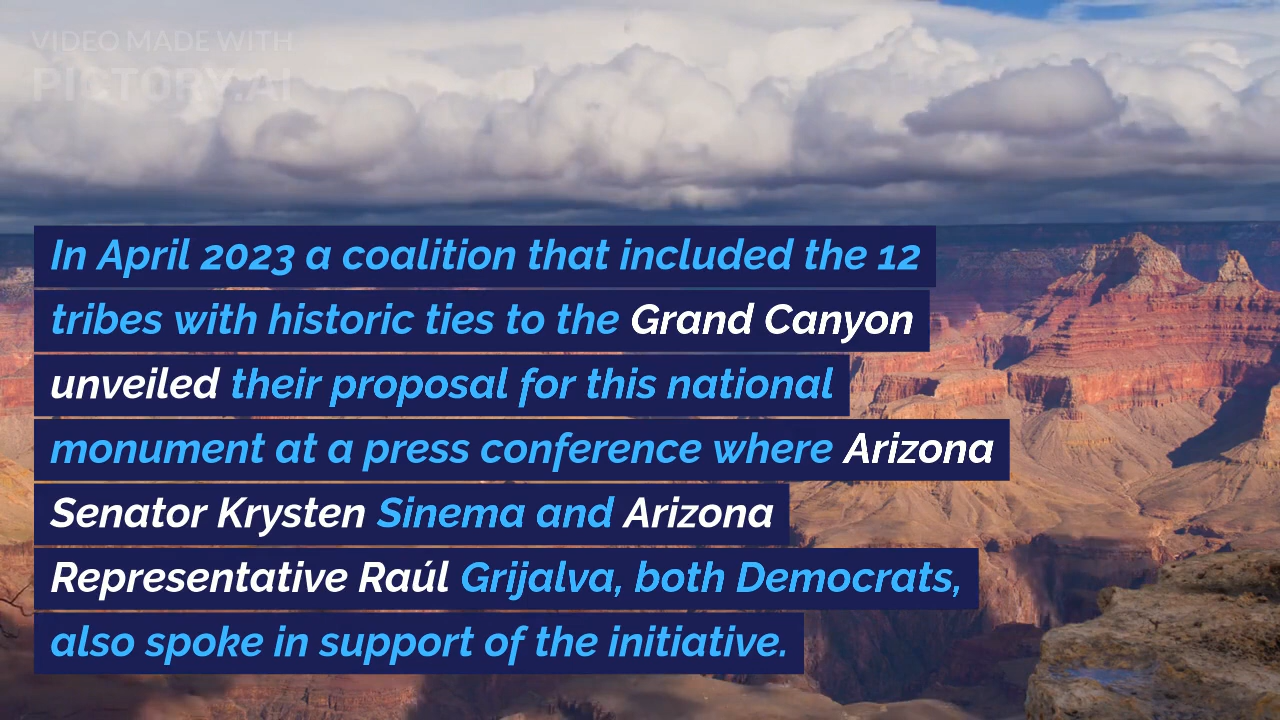 VIDEO MADE WITH
PICTORY.AI
In April 2023 a coalition that included the 12
tribes with historic ties to the Grand Canyon
unveiled their proposal for this national
monument at a press conference where Arizona
Senator Krysten Sinema and Arizona
Representative Raúl Grijalva, both Democrats,
also spoke in support of the initiative.